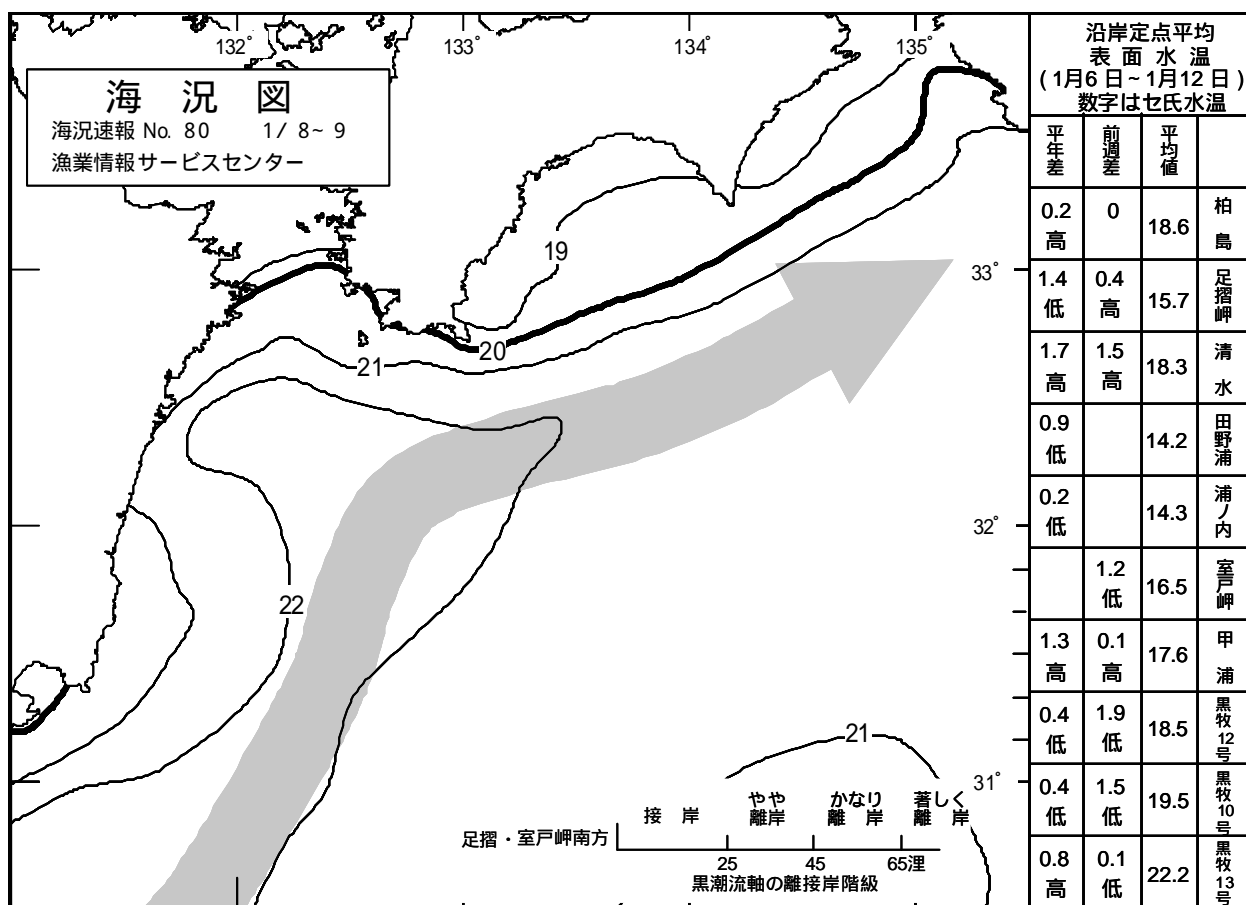 海 況 図
海況速報 No. 80 1/ 8~ 9
漁業情報サービスセンター
132°
133°
134°
135°
33°
32°
31°
19
20
21
22
21
足摺・室戸岬南方
接 岸
やや離岸
かなり離 岸
著しく離 岸
25 45 65浬
黒潮流軸の離接岸階級
沿岸定点平均
表 面 水 温
(1月6 日~1月12 日)
数字はセ氏水温
平年差 前週差 平均値
0.2高 0 18.6 柏島
1.4低 0.4高 15.7 足摺岬
1.7高 1.5高 18.3 清水
0.9低 14.2 田野浦
0.2低 14.3 浦ノ内
1.2低 16.5 室戸岬
1.3高 0.1高 17.6 甲浦
0.4低 1.9低 18.5 黒牧12号
0.4低 1.5低 19.5 黒牧10号
0.8高 0.1低 22.2 黒牧13号